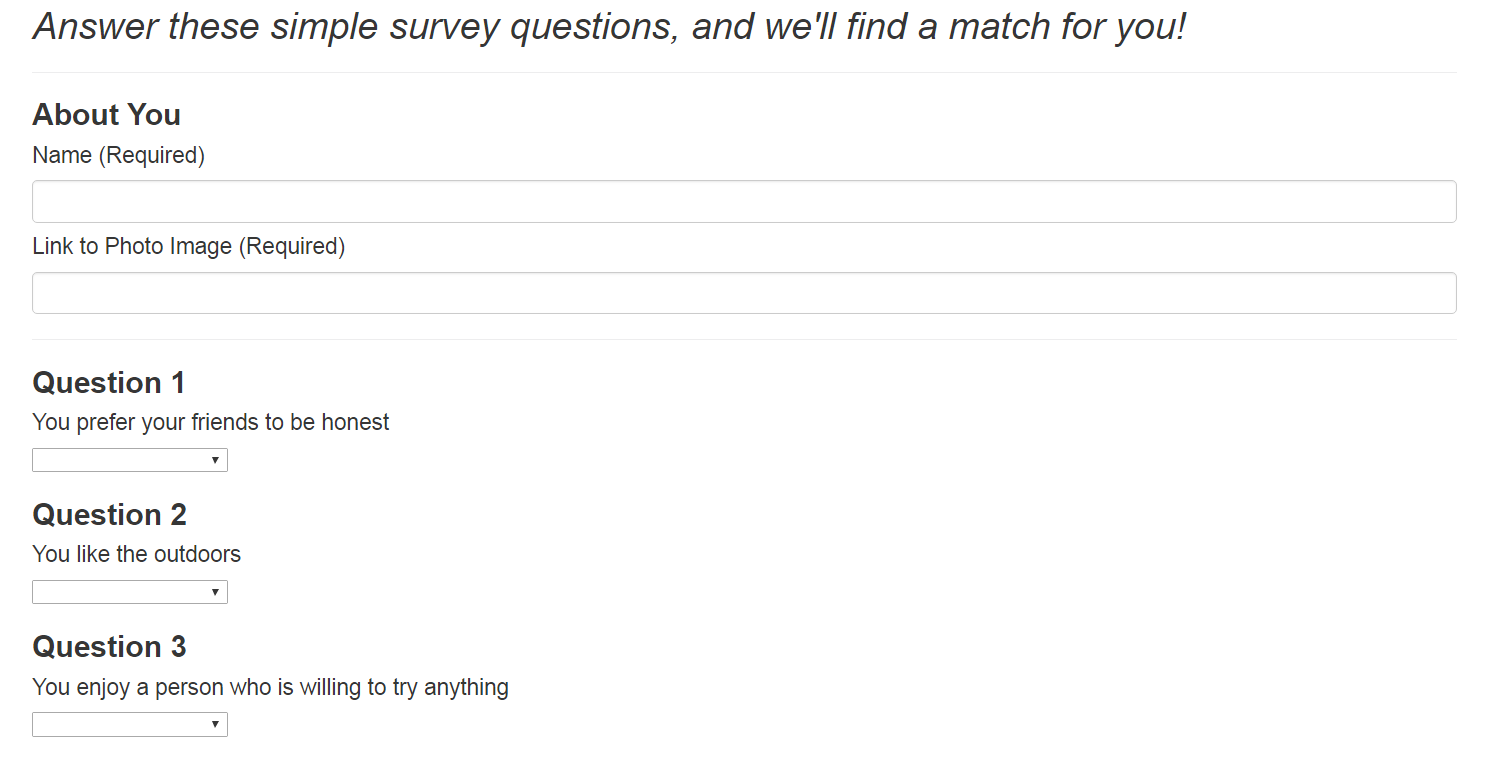 Answer these simple survey questions, and we'll find a match for you!
About You
Name (Required)
Link to Photo Image (Required)
Question 1
You prefer your friends to be honest
Question 2
You like the outdoors
Question 3
You enjoy a person who is willing to try anything